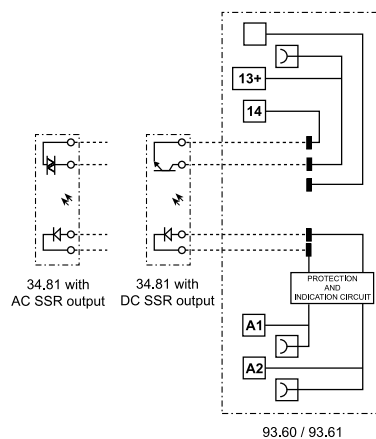 13+
14
34.81 with
AC SSR output
34.81 with
DC SSR output
PROTECTION
AND
INDICATION CIRCUIT
A1
A2
93.60 / 93.61